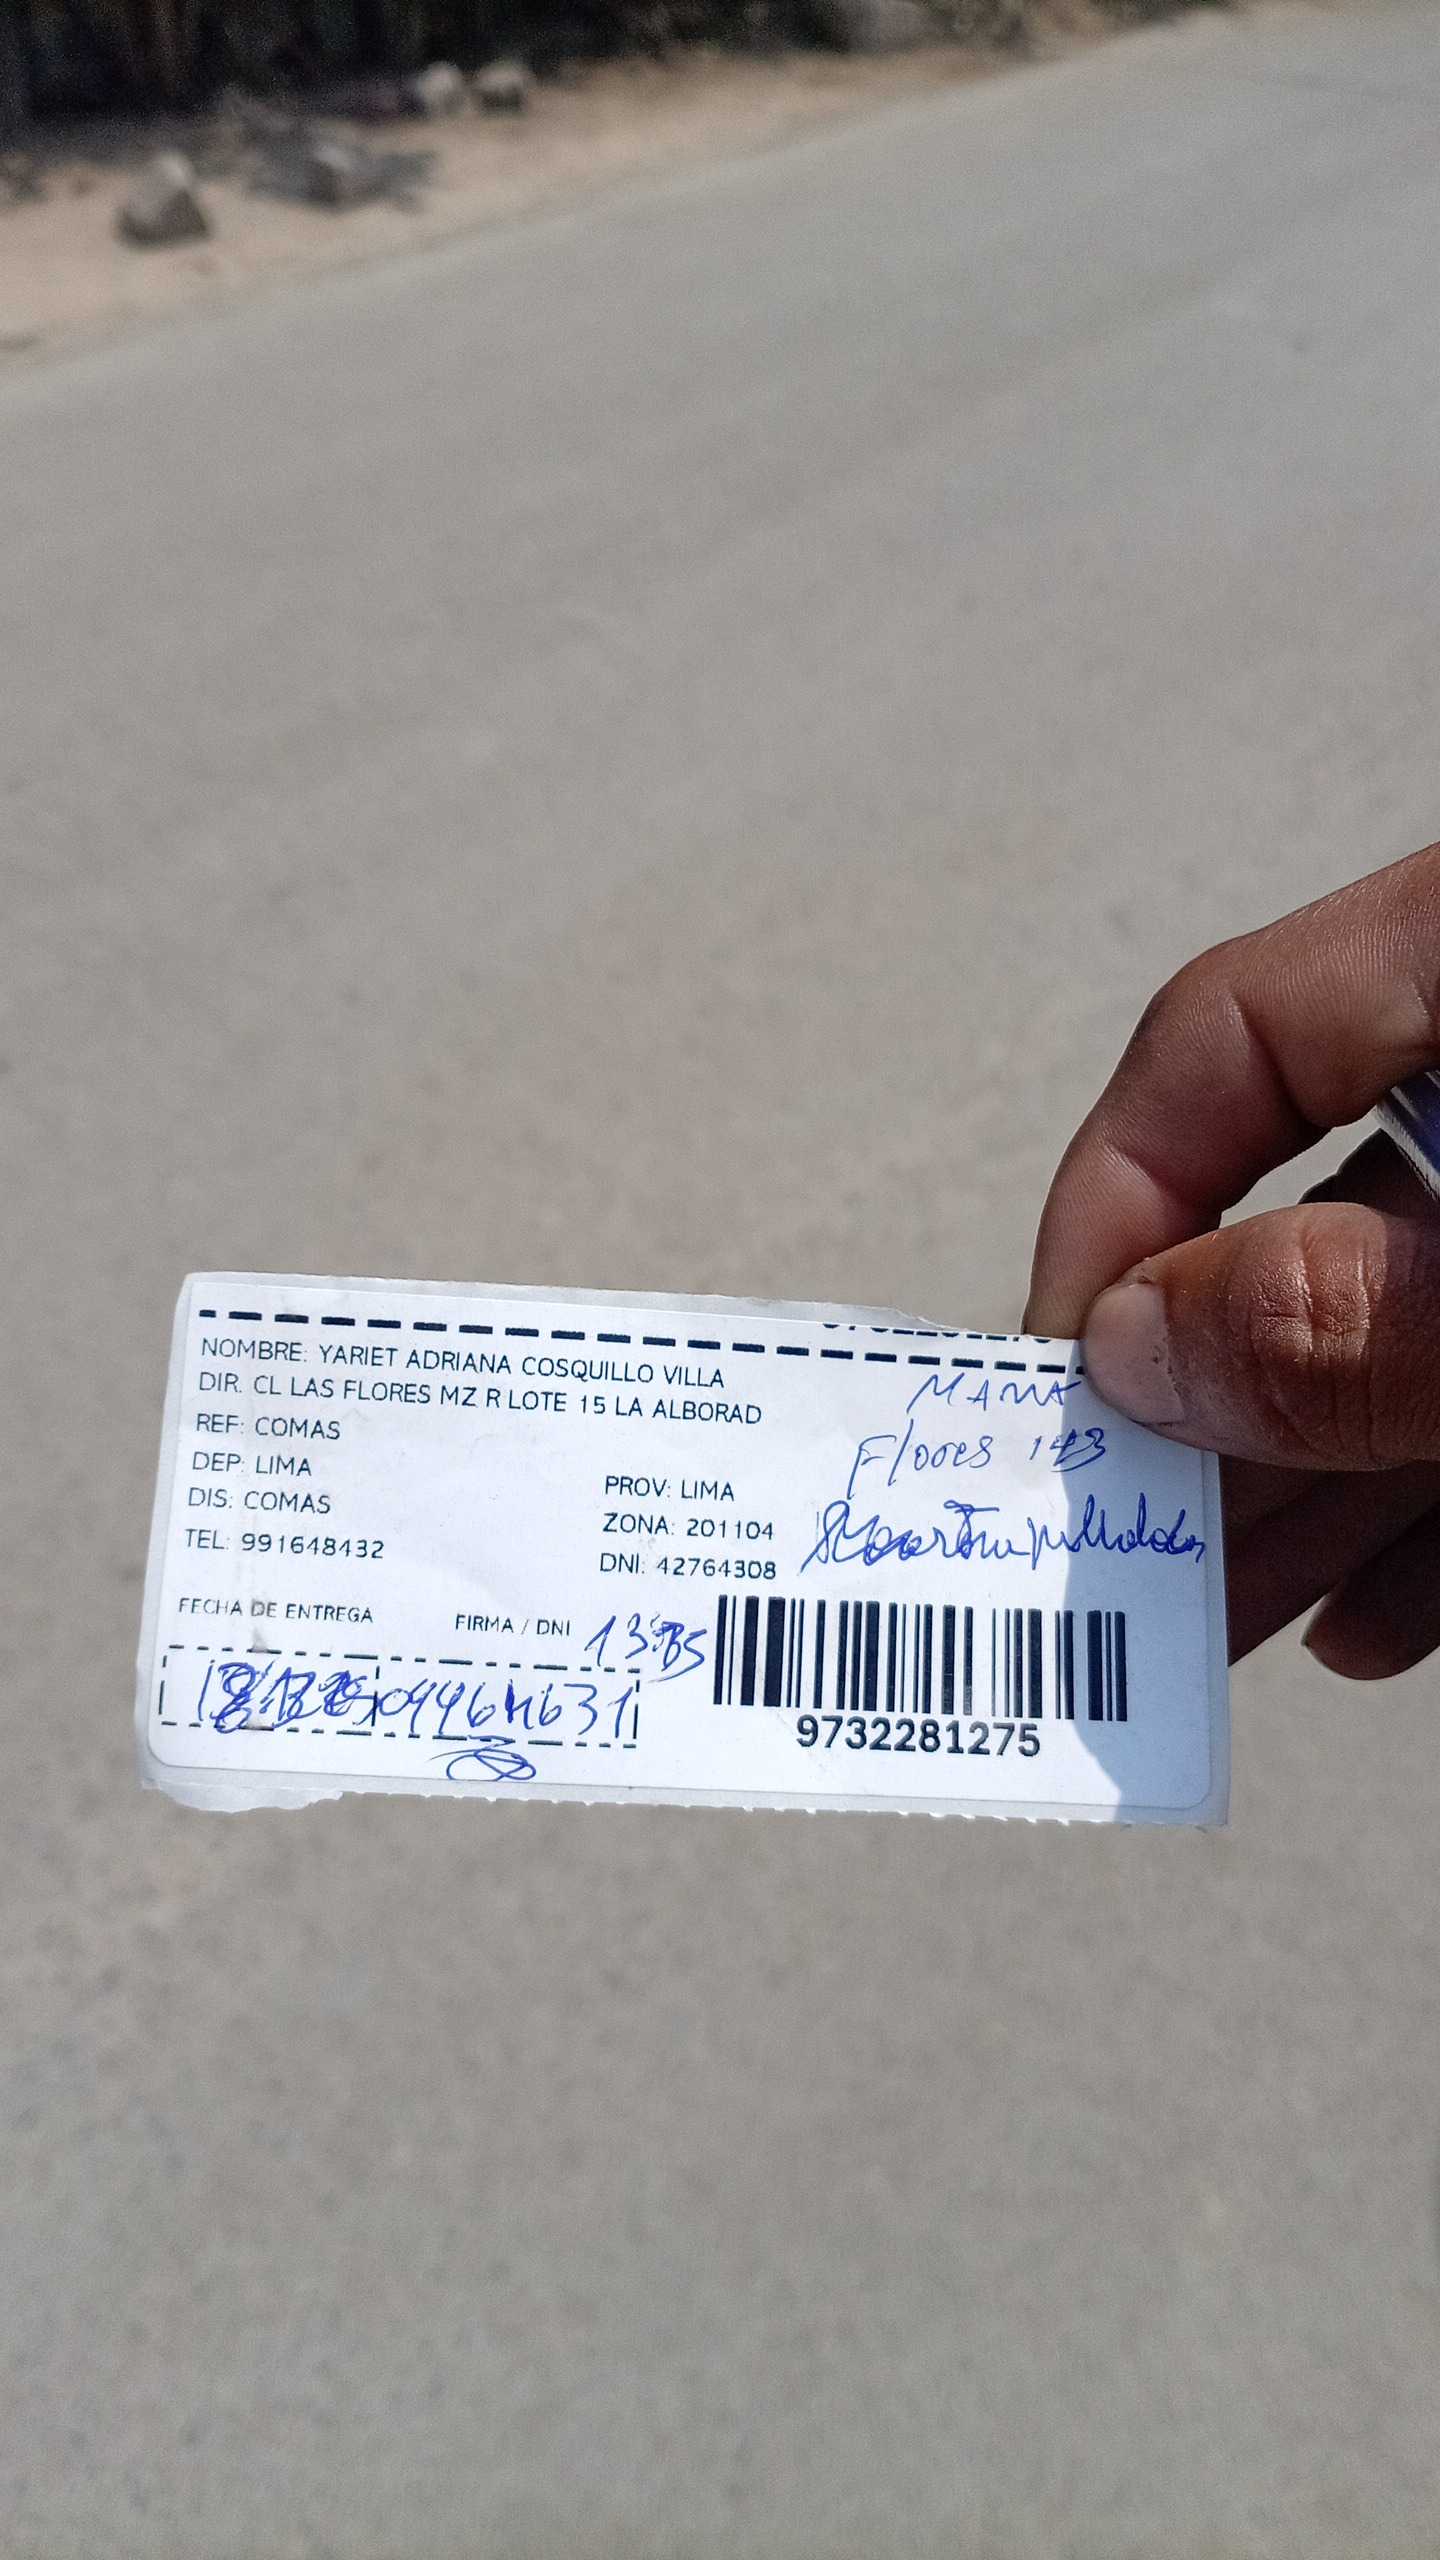 NOMBRE: YARIET ADRIANA COSQUILLO VILLA
DIR. CL LAS FLORES MZ R LOTE 15 LA ALBORAD
REF: COMAS
DEP: LIMA
PROV: LIMA
DIS: COMAS
ZONA: 201104
TEL: 991648432
DNI: 42764308
Flores 143
FECHA DE ENTREGA
FIRMA / DNI
9732281275